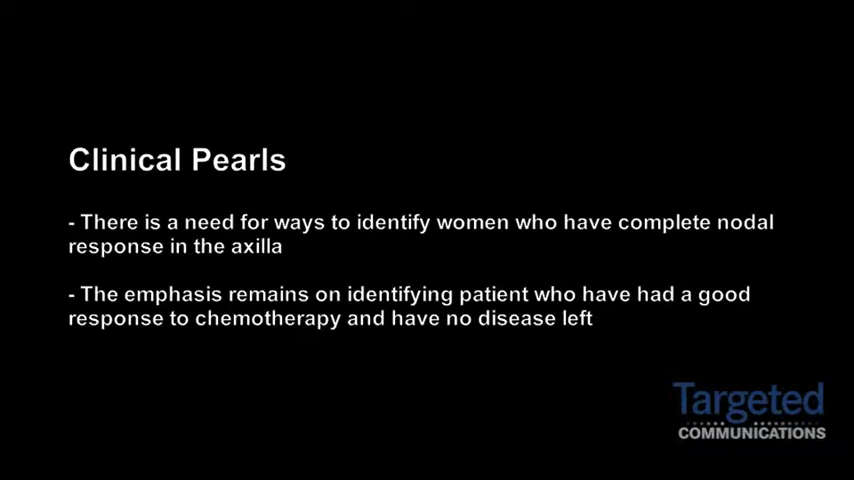 Clinical Pearls
- There is a need for ways to identify women who have complete nodal
response in the axilla
- The emphasis remains on identifying patient who have had a good
response to chemotherapy and have no disease left
Targeted
COMMUNICATIONS